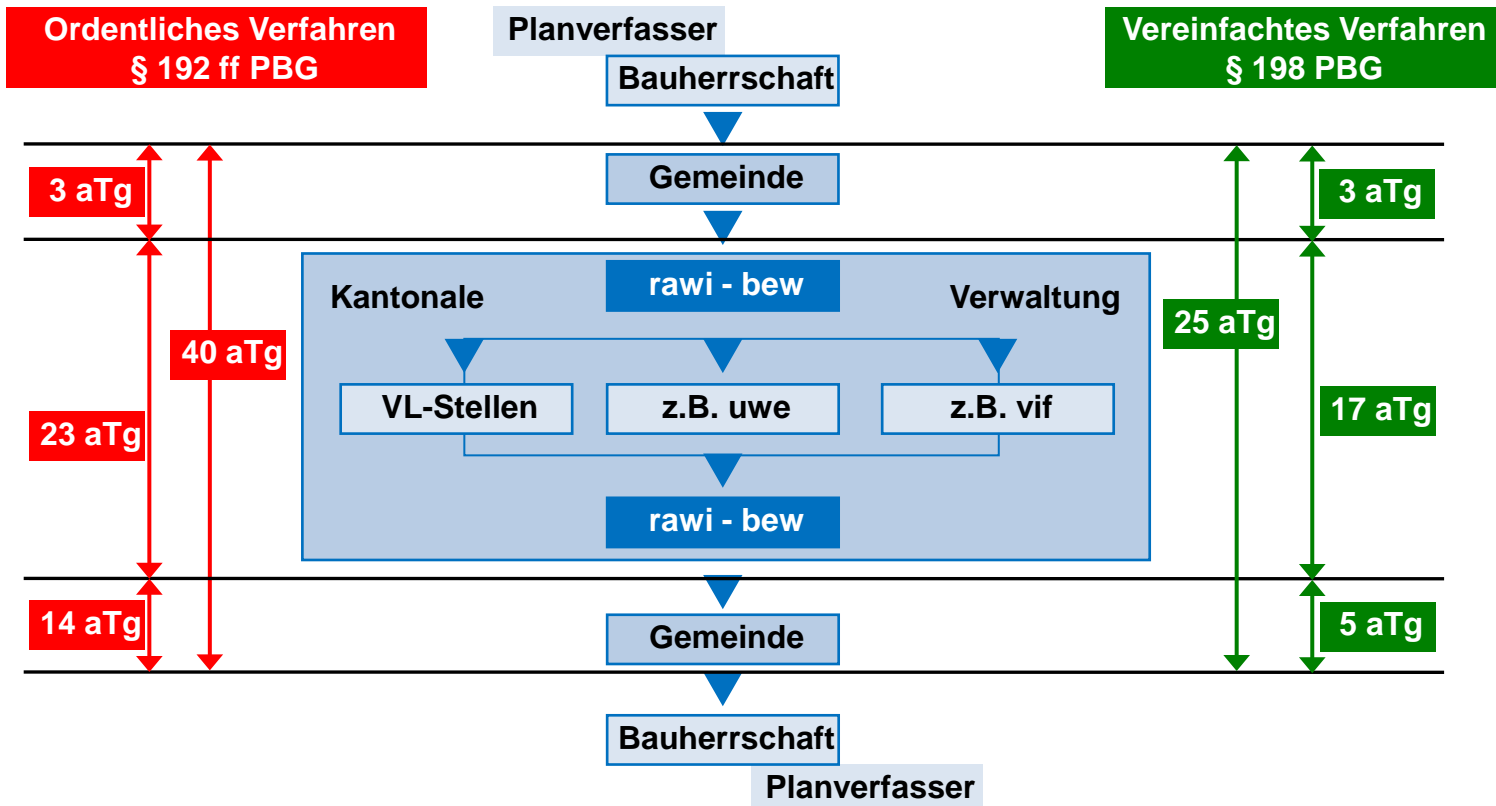 Ordentliches Verfahren
§ 192 ff PBG
Planverfasser
Bauherrschaft
Vereinfachtes Verfahren
§ 198 PBG
3 aTg
Gemeinde
3 aTg
Kantonale
rawi - bew
Verwaltung
40 aTg
25 aTg
VL-Stellen
z.B. uwe
z.B. vif
23 aTg
17 aTg
rawi - bew
14 aTg
Gemeinde
5 aTg
Bauherrschaft
Planverfasser